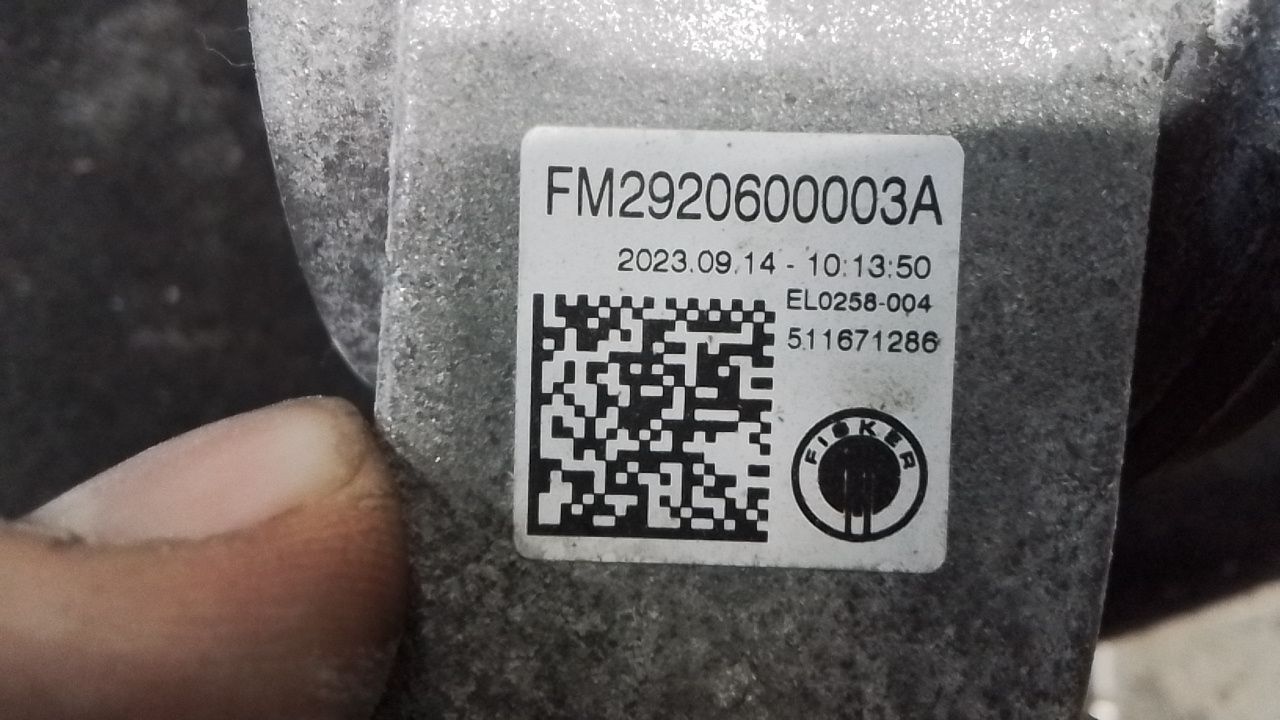 FM2920600003A
2023.09.14 - 10:13:50
EL0258-004
511671286
FISKER